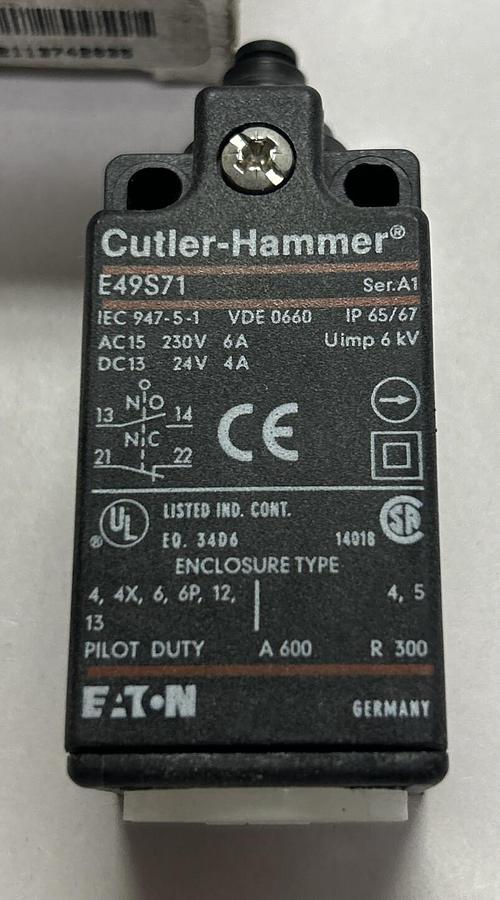 Cutler-Hammer®
E49S71 Ser.A1
IEC 947-5-1 VDE 0660 IP 65/67
AC15 230V 6A Uimp 6 kV
DC13 24V 4A
NO
13 14
NC
21 22
CE
UL LISTED IND. CONT. SA
® EQ. 34D6 14018
ENCLOSURE TYPE
4, 4X, 6, 6P, 12, 4, 5
13
PILOT DUTY A 600 R 300
EATON GERMANY